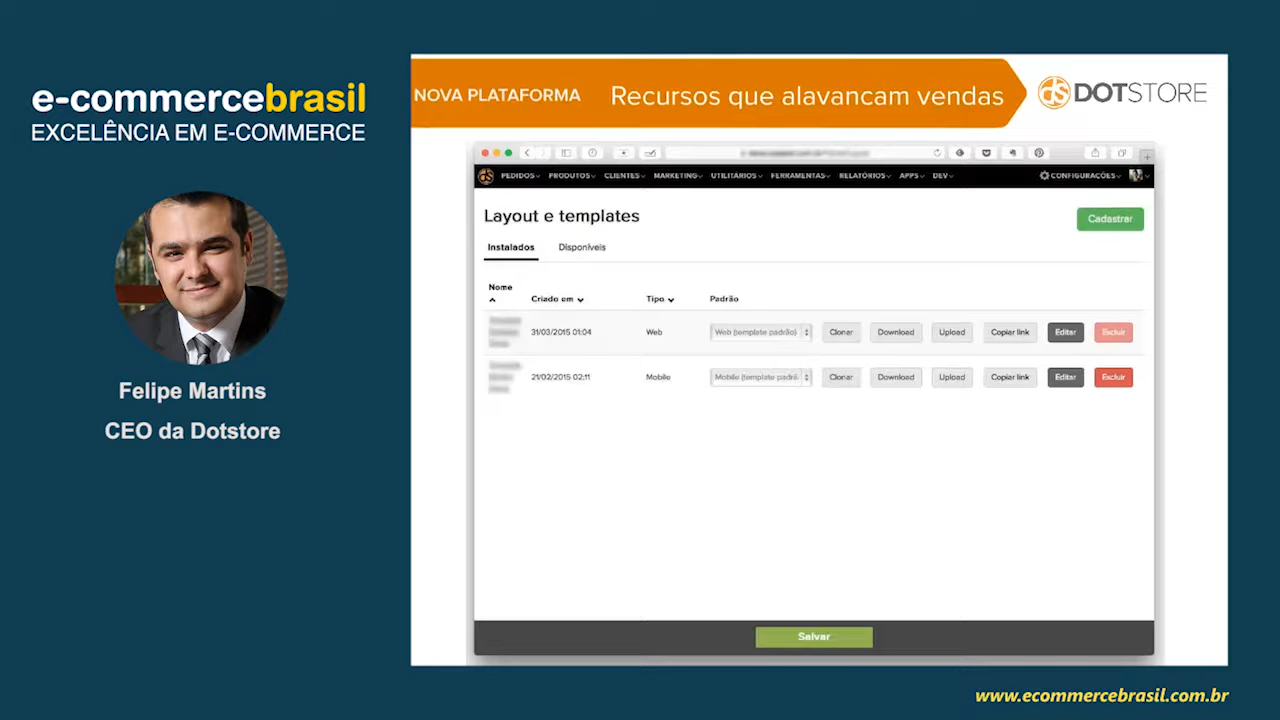 e-commercebrasil
EXCELÊNCIA EM E-COMMERCE
Felipe Martins
CEO da Dotstore
NOVA PLATAFORMA Recursos que alavancam vendas
DOTSTORE
PEDIDOS PRODUTOS CLIENTES MARKETING UTILITÁRIOS FERRAMENTAS RELATÓRIOS APPS DEV CONFIGURAÇÕES
Layout e templates
Cadastrar
Instalados Disponíveis
Nome
Criado em Tipo Padrão
31/03/2015 01:04 Web Web (template padrão) Clonar Download Upload Copiar link Editar Excluir
21/02/2015 02:11 Mobile Mobile (template padrã Clonar Download Upload Copiar link Editar Excluir
Salvar
www.ecommercebrasil.com.br